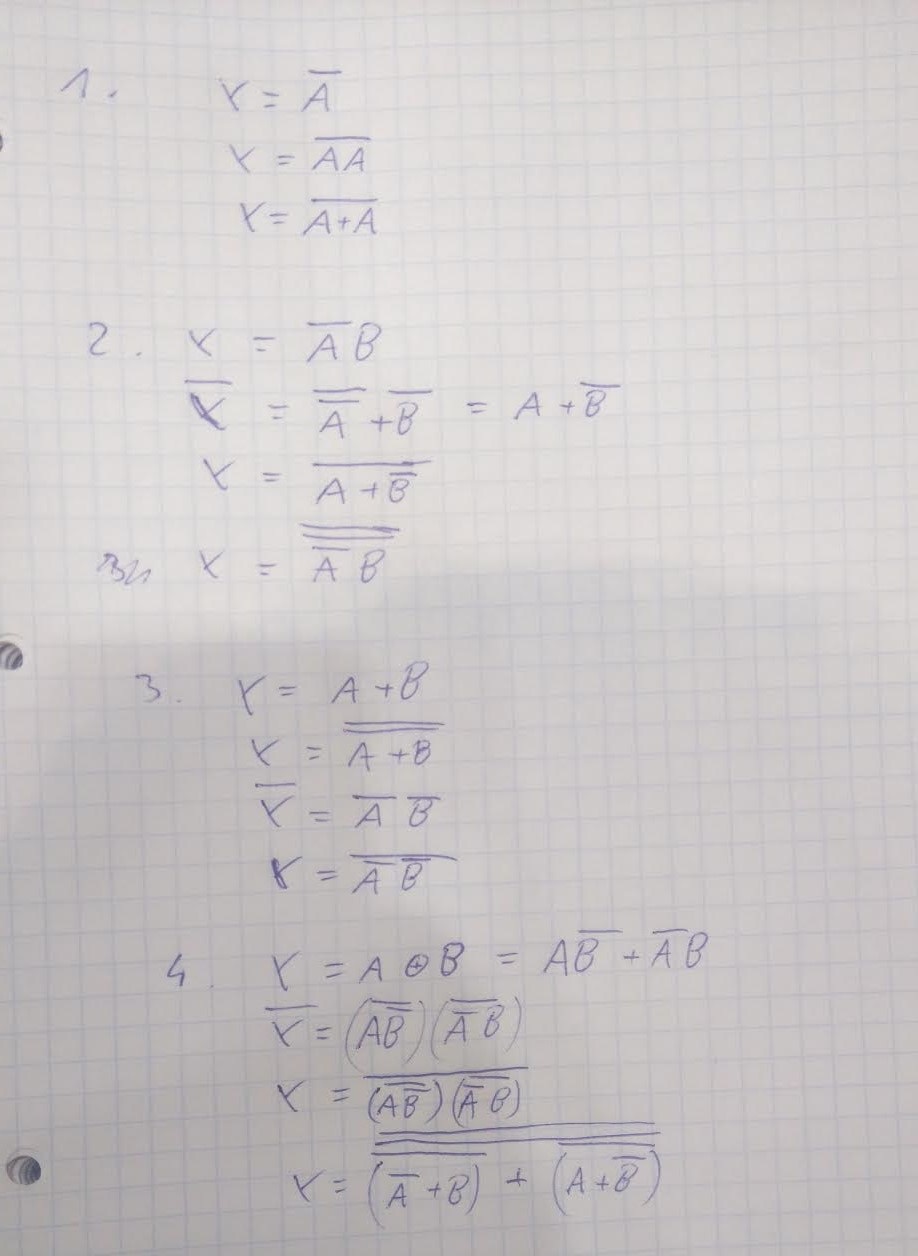 1. Y = A̅
Y = \overline{AA}
Y = \overline{A+A}
2. Y = \overline{A}B
\overline{Y} = \overline{\overline{A}} + \overline{B} = A + \overline{B}
Y = \overline{A + \overline{B}}
Y = \overline{\overline{\overline{A}B}}
3. Y = A + B
Y = \overline{\overline{A + B}}
\overline{Y} = \overline{A} \overline{B}
Y = \overline{\overline{A} \overline{B}}
4. Y = A ⊕ B = A\overline{B} + \overline{A}B
\overline{Y} = (\overline{A\overline{B}})(\overline{\overline{A}B})
Y = \overline{(\overline{A\overline{B}})(\overline{\overline{A}B})}
Y = \overline{\overline{(\overline{\overline{A}+B}) + (\overline{A+\overline{B}})}}